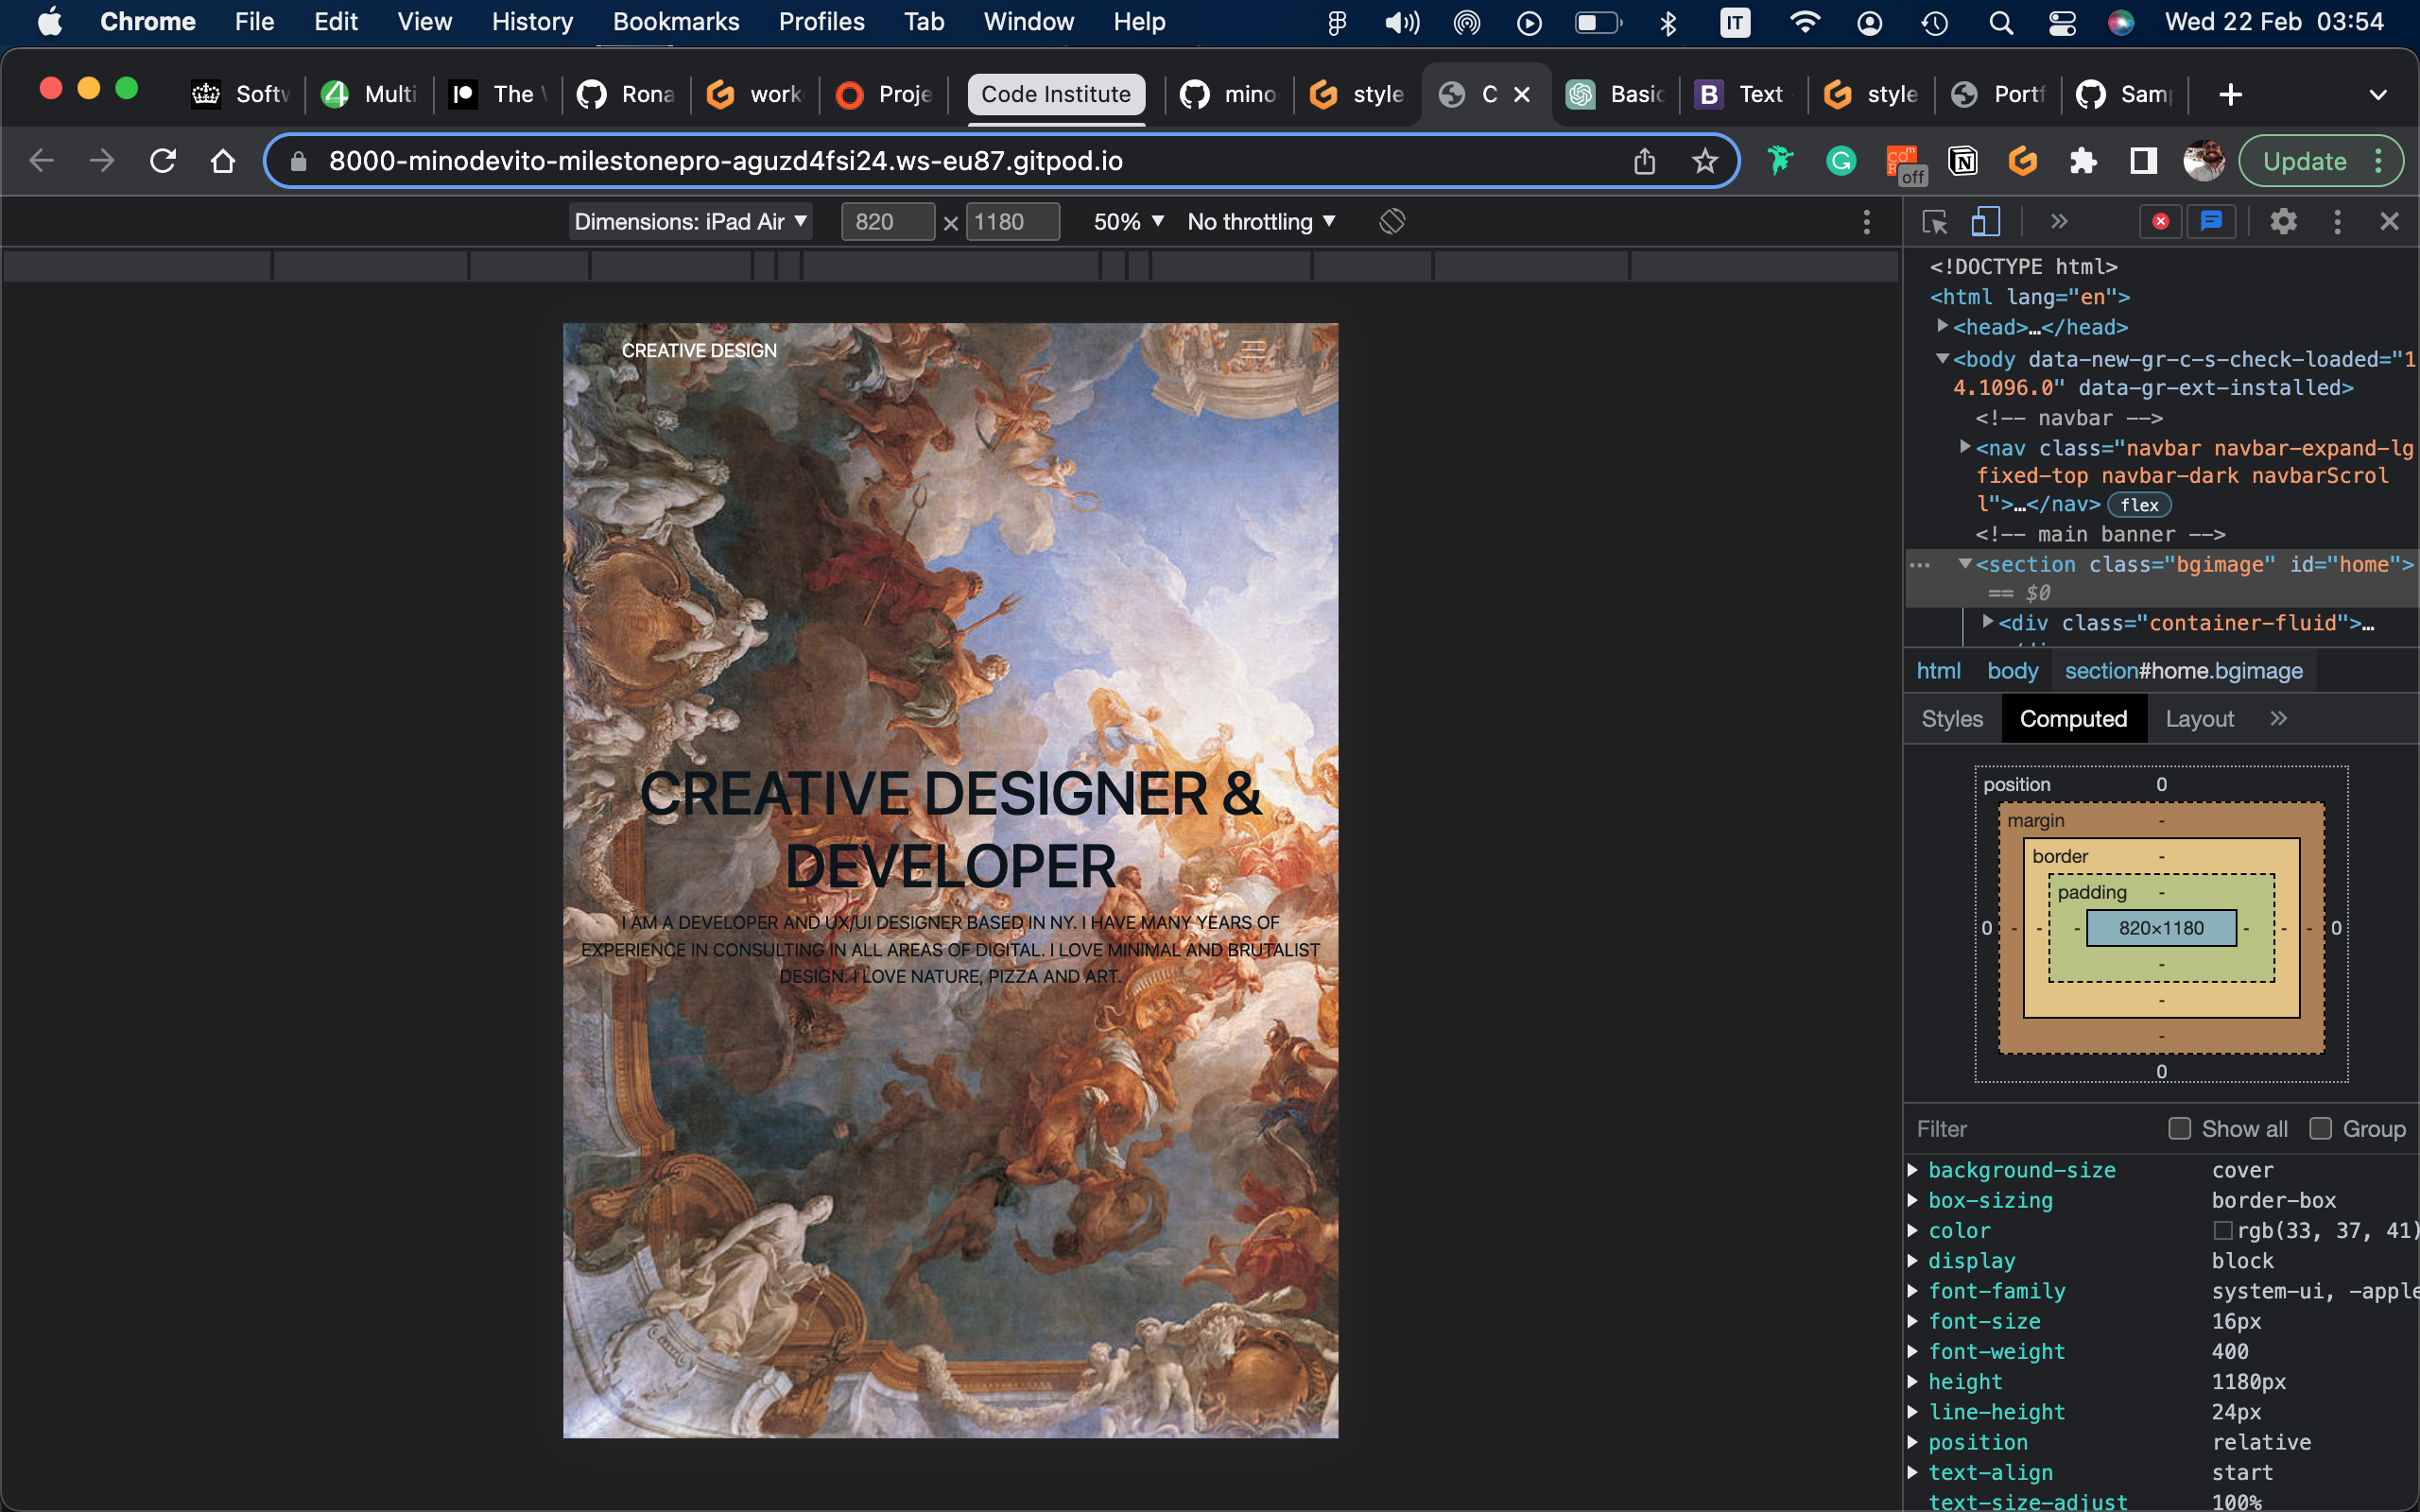 Chrome File Edit View History Bookmarks Profiles Tab Window Help IT Wed 22 Feb 03:54
Softw Multi The Rona work Proje Code Institute mino style C Basic B Text style Portf Samp
8000-minodevito-milestonepro-aguzd4fsi24.ws-eu87.gitpod.io off Update
Dimensions: iPad Air 820 × 1180 50% No throttling
CREATIVE DESIGN
CREATIVE DESIGNER &
DEVELOPER
I AM A DEVELOPER AND UX/UI DESIGNER BASED IN NY. I HAVE MANY YEARS OF
EXPERIENCE IN CONSULTING IN ALL AREAS OF DIGITAL. I LOVE MINIMAL AND BRUTALIST
DESIGN. I LOVE NATURE, PIZZA AND ART.
<!DOCTYPE html>
<html lang="en">
<head>…</head>
<body data-new-gr-c-s-check-loaded="1
4.1096.0" data-gr-ext-installed>
<!-- navbar -->
<nav class="navbar navbar-expand-lg
fixed-top navbar-dark navbarScrol
l">…</nav> flex
<!-- main banner -->
<section class="bgimage" id="home">
== $0
<div class="container-fluid">…
html body section#home.bgimage
Styles Computed Layout
position 0
margin -
border -
padding -
0 - - - 820×1180 - - - 0
-
-
-
0
Filter Show all Group
background-size cover
box-sizing border-box
color rgb(33, 37, 41)
display block
font-family system-ui, -apple
font-size 16px
font-weight 400
height 1180px
line-height 24px
position relative
text-align start
text-size-adjust 100%